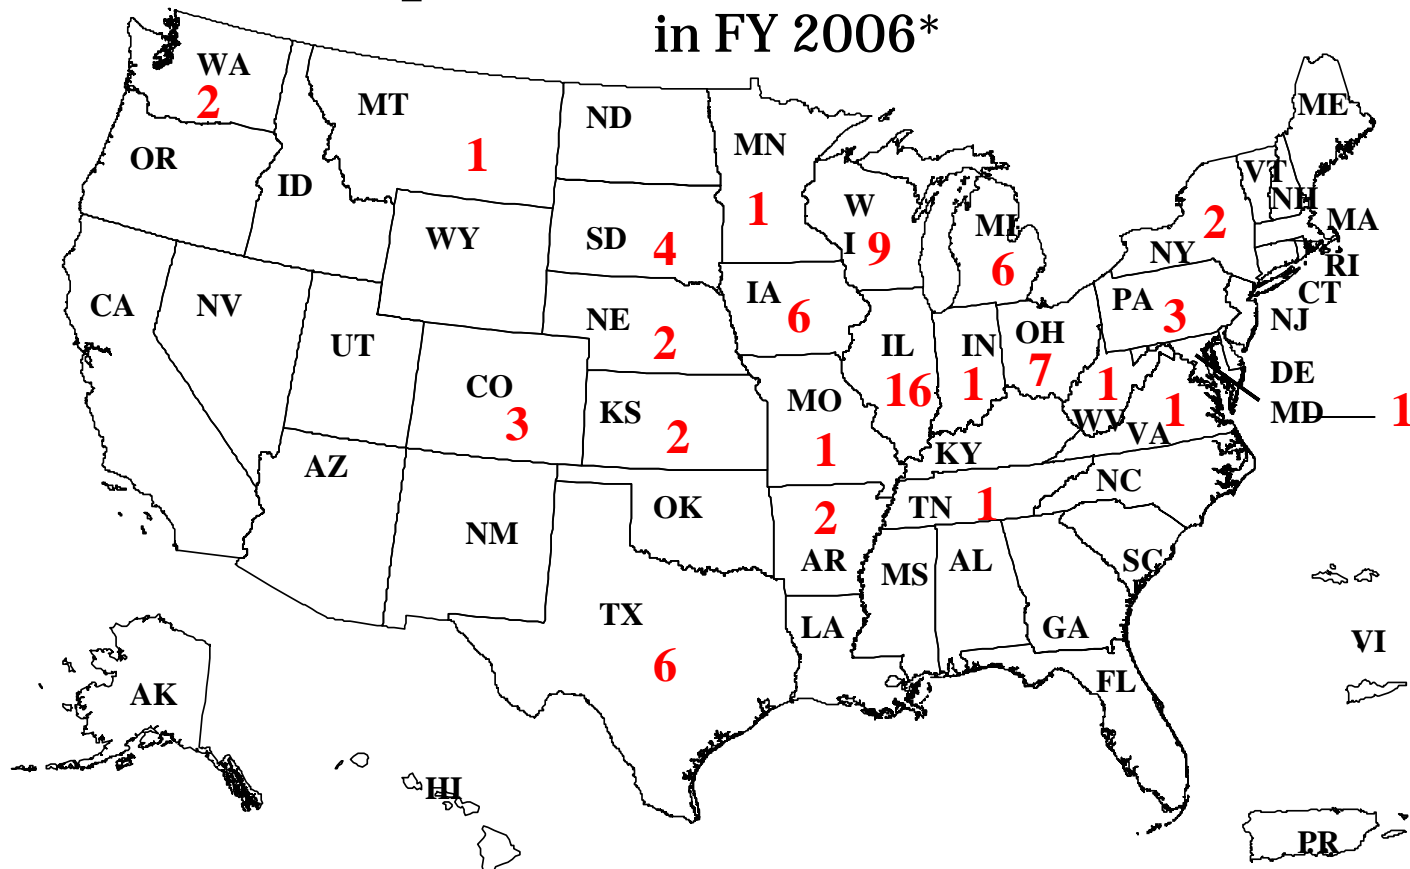 in FY 2006*
WA
2
MT
1
ND
MN
1
ME
OR
ID
VT
NH
MA
WY
SD
4
W
I
9
MI
6
NY
2
RI
CT
CA
NV
IA
6
PA
3
NJ
NE
2
UT
IL
16
IN
1
OH
7
DE
CO
3
KS
2
MO
1
WV
1
VA
1
MD
1
KY
AZ
NM
OK
AR
2
TN
1
NC
MS
AL
SC
TX
6
LA
GA
VI
AK
FL
HI
PR